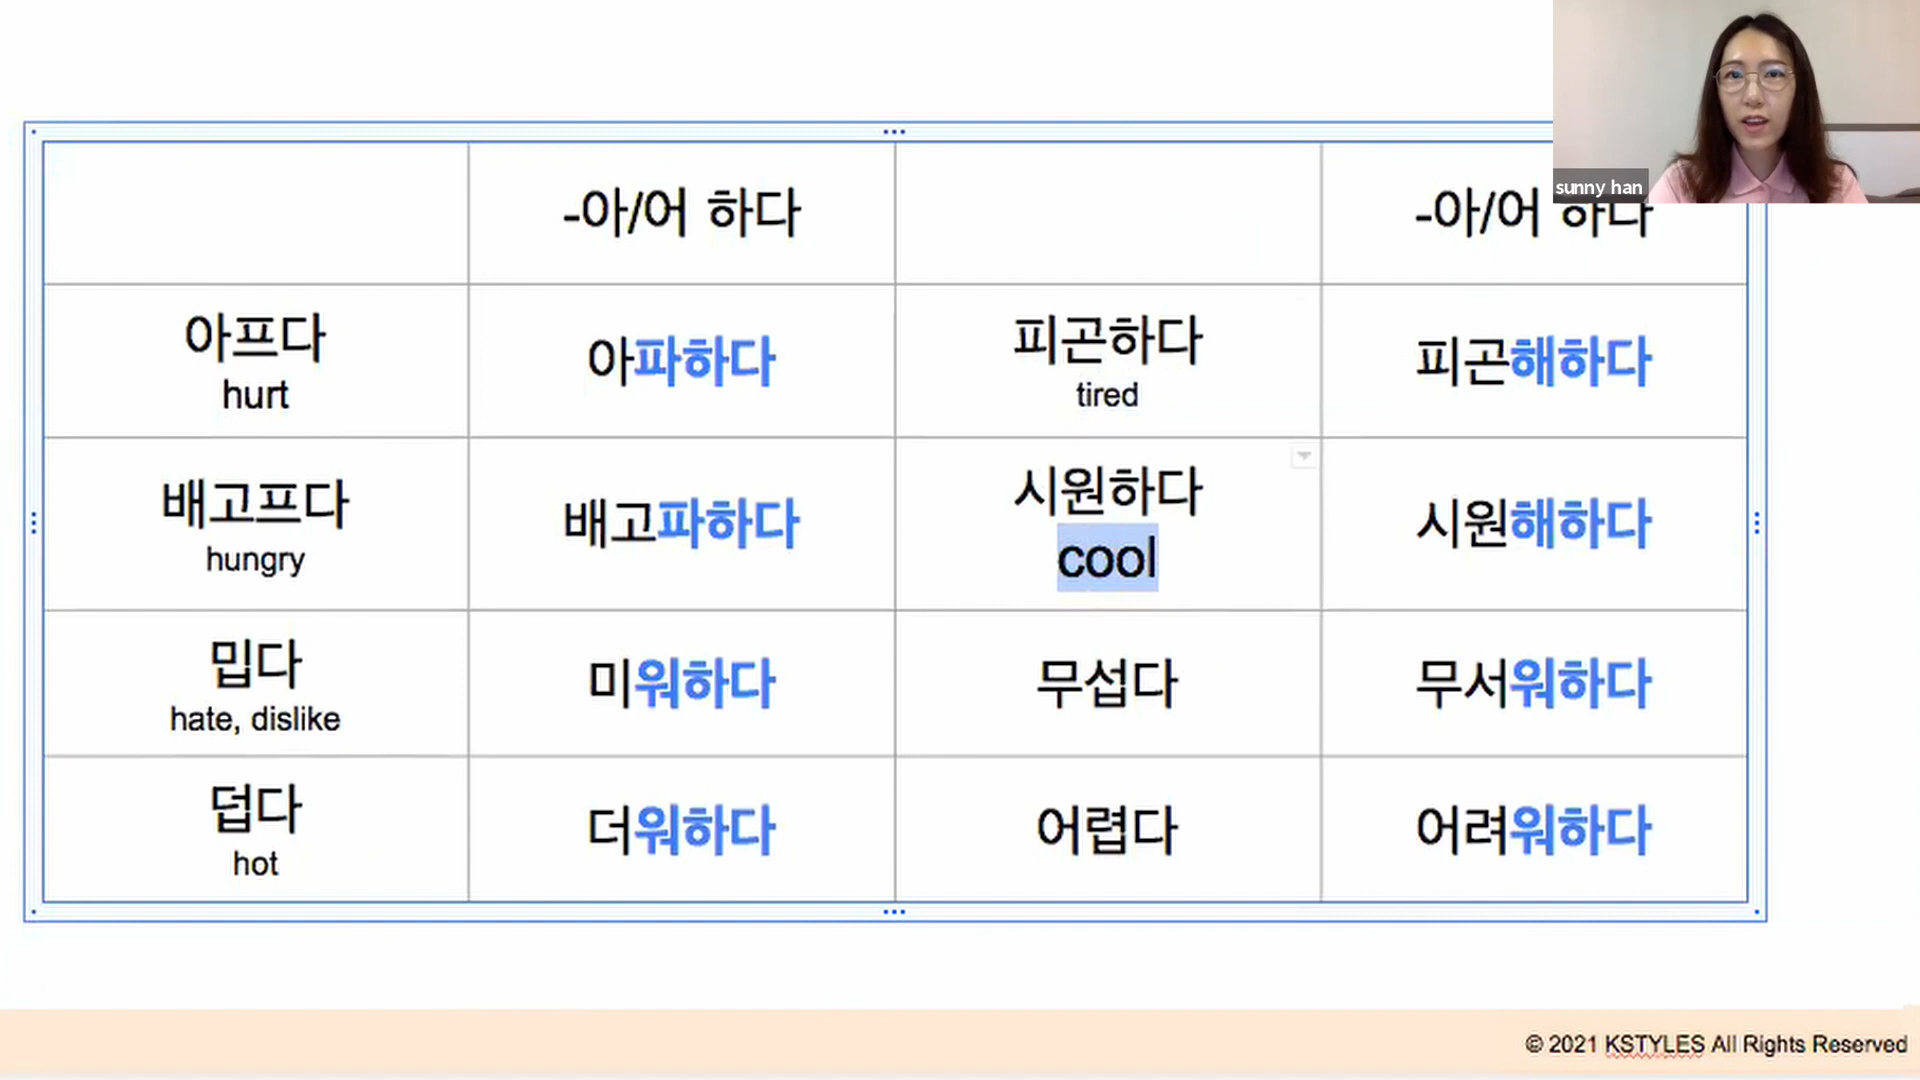 sunny han
-아/어 하다
-아/어 하다
아프다
hurt
아파하다
피곤하다
tired
피곤해하다
배고프다
hungry
배고파하다
시원하다
cool
시원해하다
밉다
hate, dislike
미워하다
무섭다
무서워하다
덥다
hot
더워하다
어렵다
어려워하다
© 2021 KSTYLES All Rights Reserved